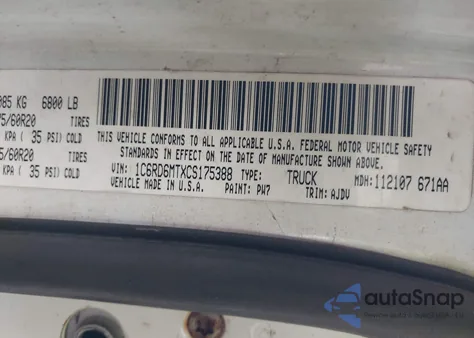 085 KG 6800 LB
75/60R20 TIRES
KPA ( 35 PSI) COLD
5/60R20 TIRES
KPA ( 35 PSI) COLD
THIS VEHICLE CONFORMS TO ALL APPLICABLE U.S.A. FEDERAL MOTOR VEHICLE SAFETY
STANDARDS IN EFFECT ON THE DATE OF MANUFACTURE SHOWN ABOVE.
VIN: 1C6RD6MTXCS175388 TYPE: TRUCK MDH: 112107 671AA
VEHICLE MADE IN U.S.A. PAINT: PW7 TRIM: AJDV
autoSnap